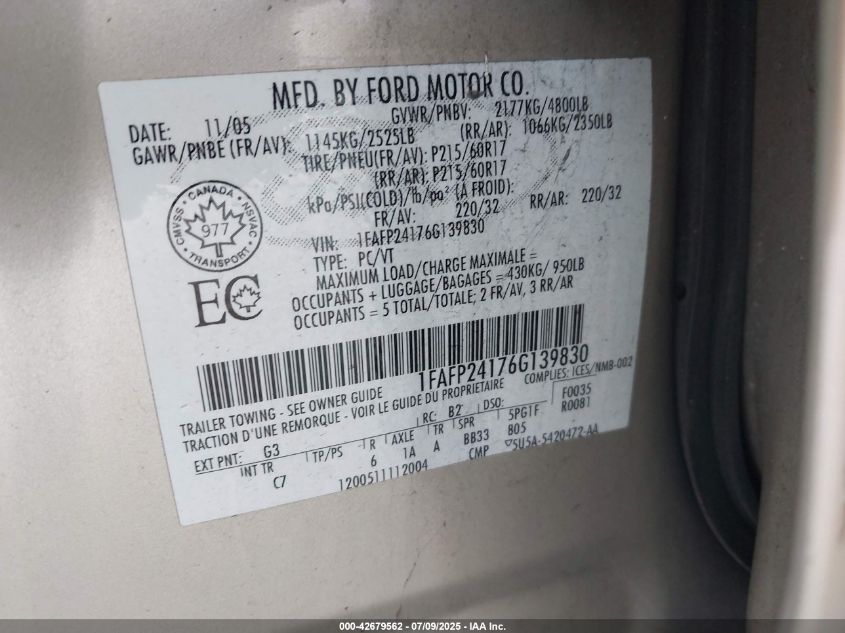 MFD. BY FORD MOTOR CO.
DATE: 11/05 GVWR/PNBV: 2177KG/4800LB
GAWR/PNBE (FR/AV): 1145KG/2525LB (RR/AR): 1066KG/2350LB
TIRE/PNEU(FR/AV): P215/60R17
(RR/AR): P215/60R17
kPa/PSI(COLD)/lb/po² (A FROID):
FR/AV: 220/32 RR/AR: 220/32
VIN: 1FAFP24176G139830
TYPE: PC/VT
MAXIMUM LOAD/CHARGE MAXIMALE =
OCCUPANTS + LUGGAGE/BAGAGES = 430KG/ 950LB
OCCUPANTS = 5 TOTAL/TOTALE; 2 FR/AV, 3 RR/AR
CANADA
CMVSS 977 NSVAC
TRANSPORT
EC
1FAFP24176G139830
TRAILER TOWING - SEE OWNER GUIDE COMPLIES: ICES/NMB-002
TRACTION D'UNE REMORQUE - VOIR LE GUIDE DU PROPRIETAIRE
EXT PNT: G3 RC: B2 DSO: F0035
INT TR TP/PS R AXLE TR SPR 5PG1F R0081
C7 6 1A A BB33 805
1200511112004 CMP 5U5A-5420472-AA
000-42679562 - 07/09/2025 - IAA Inc.